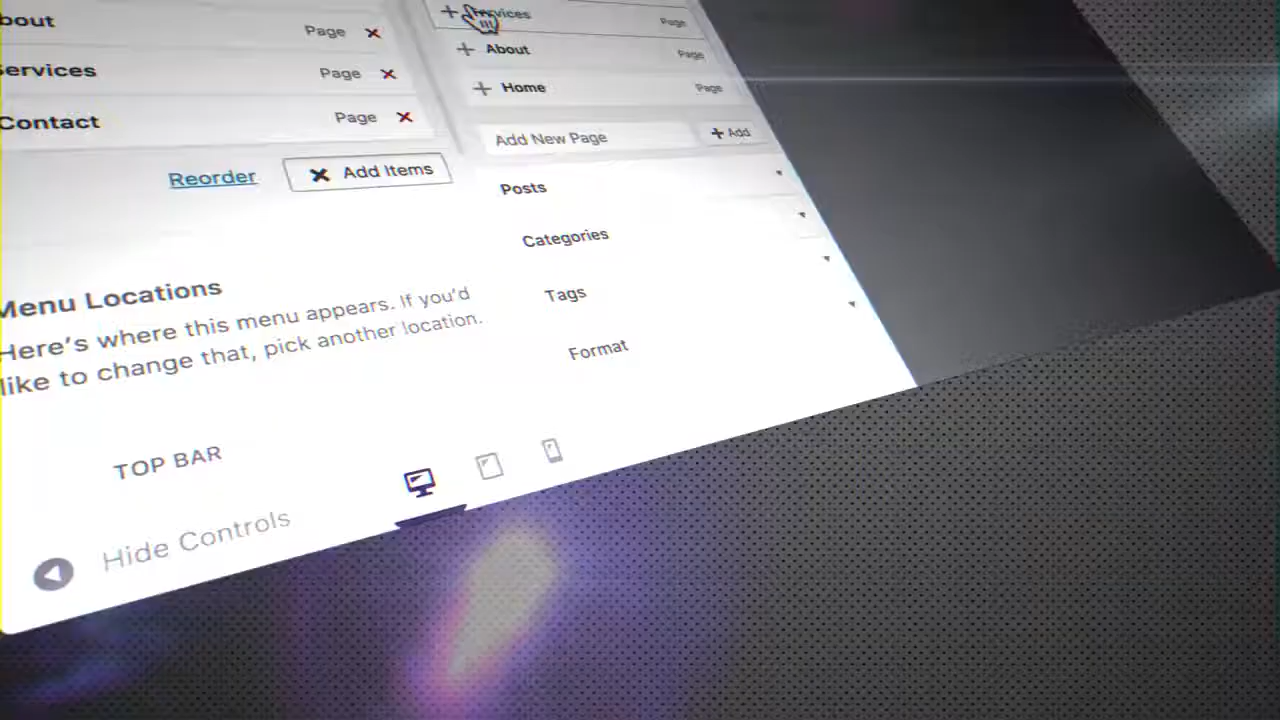 bout Page
ervices Page
Contact Page
Reorder Add Items
Services Page
+ About Page
+ Home Page
Add New Page + Add
Posts
Categories
Tags
Format
Menu Locations
Here's where this menu appears. If you'd
like to change that, pick another location.
TOP BAR
Hide Controls